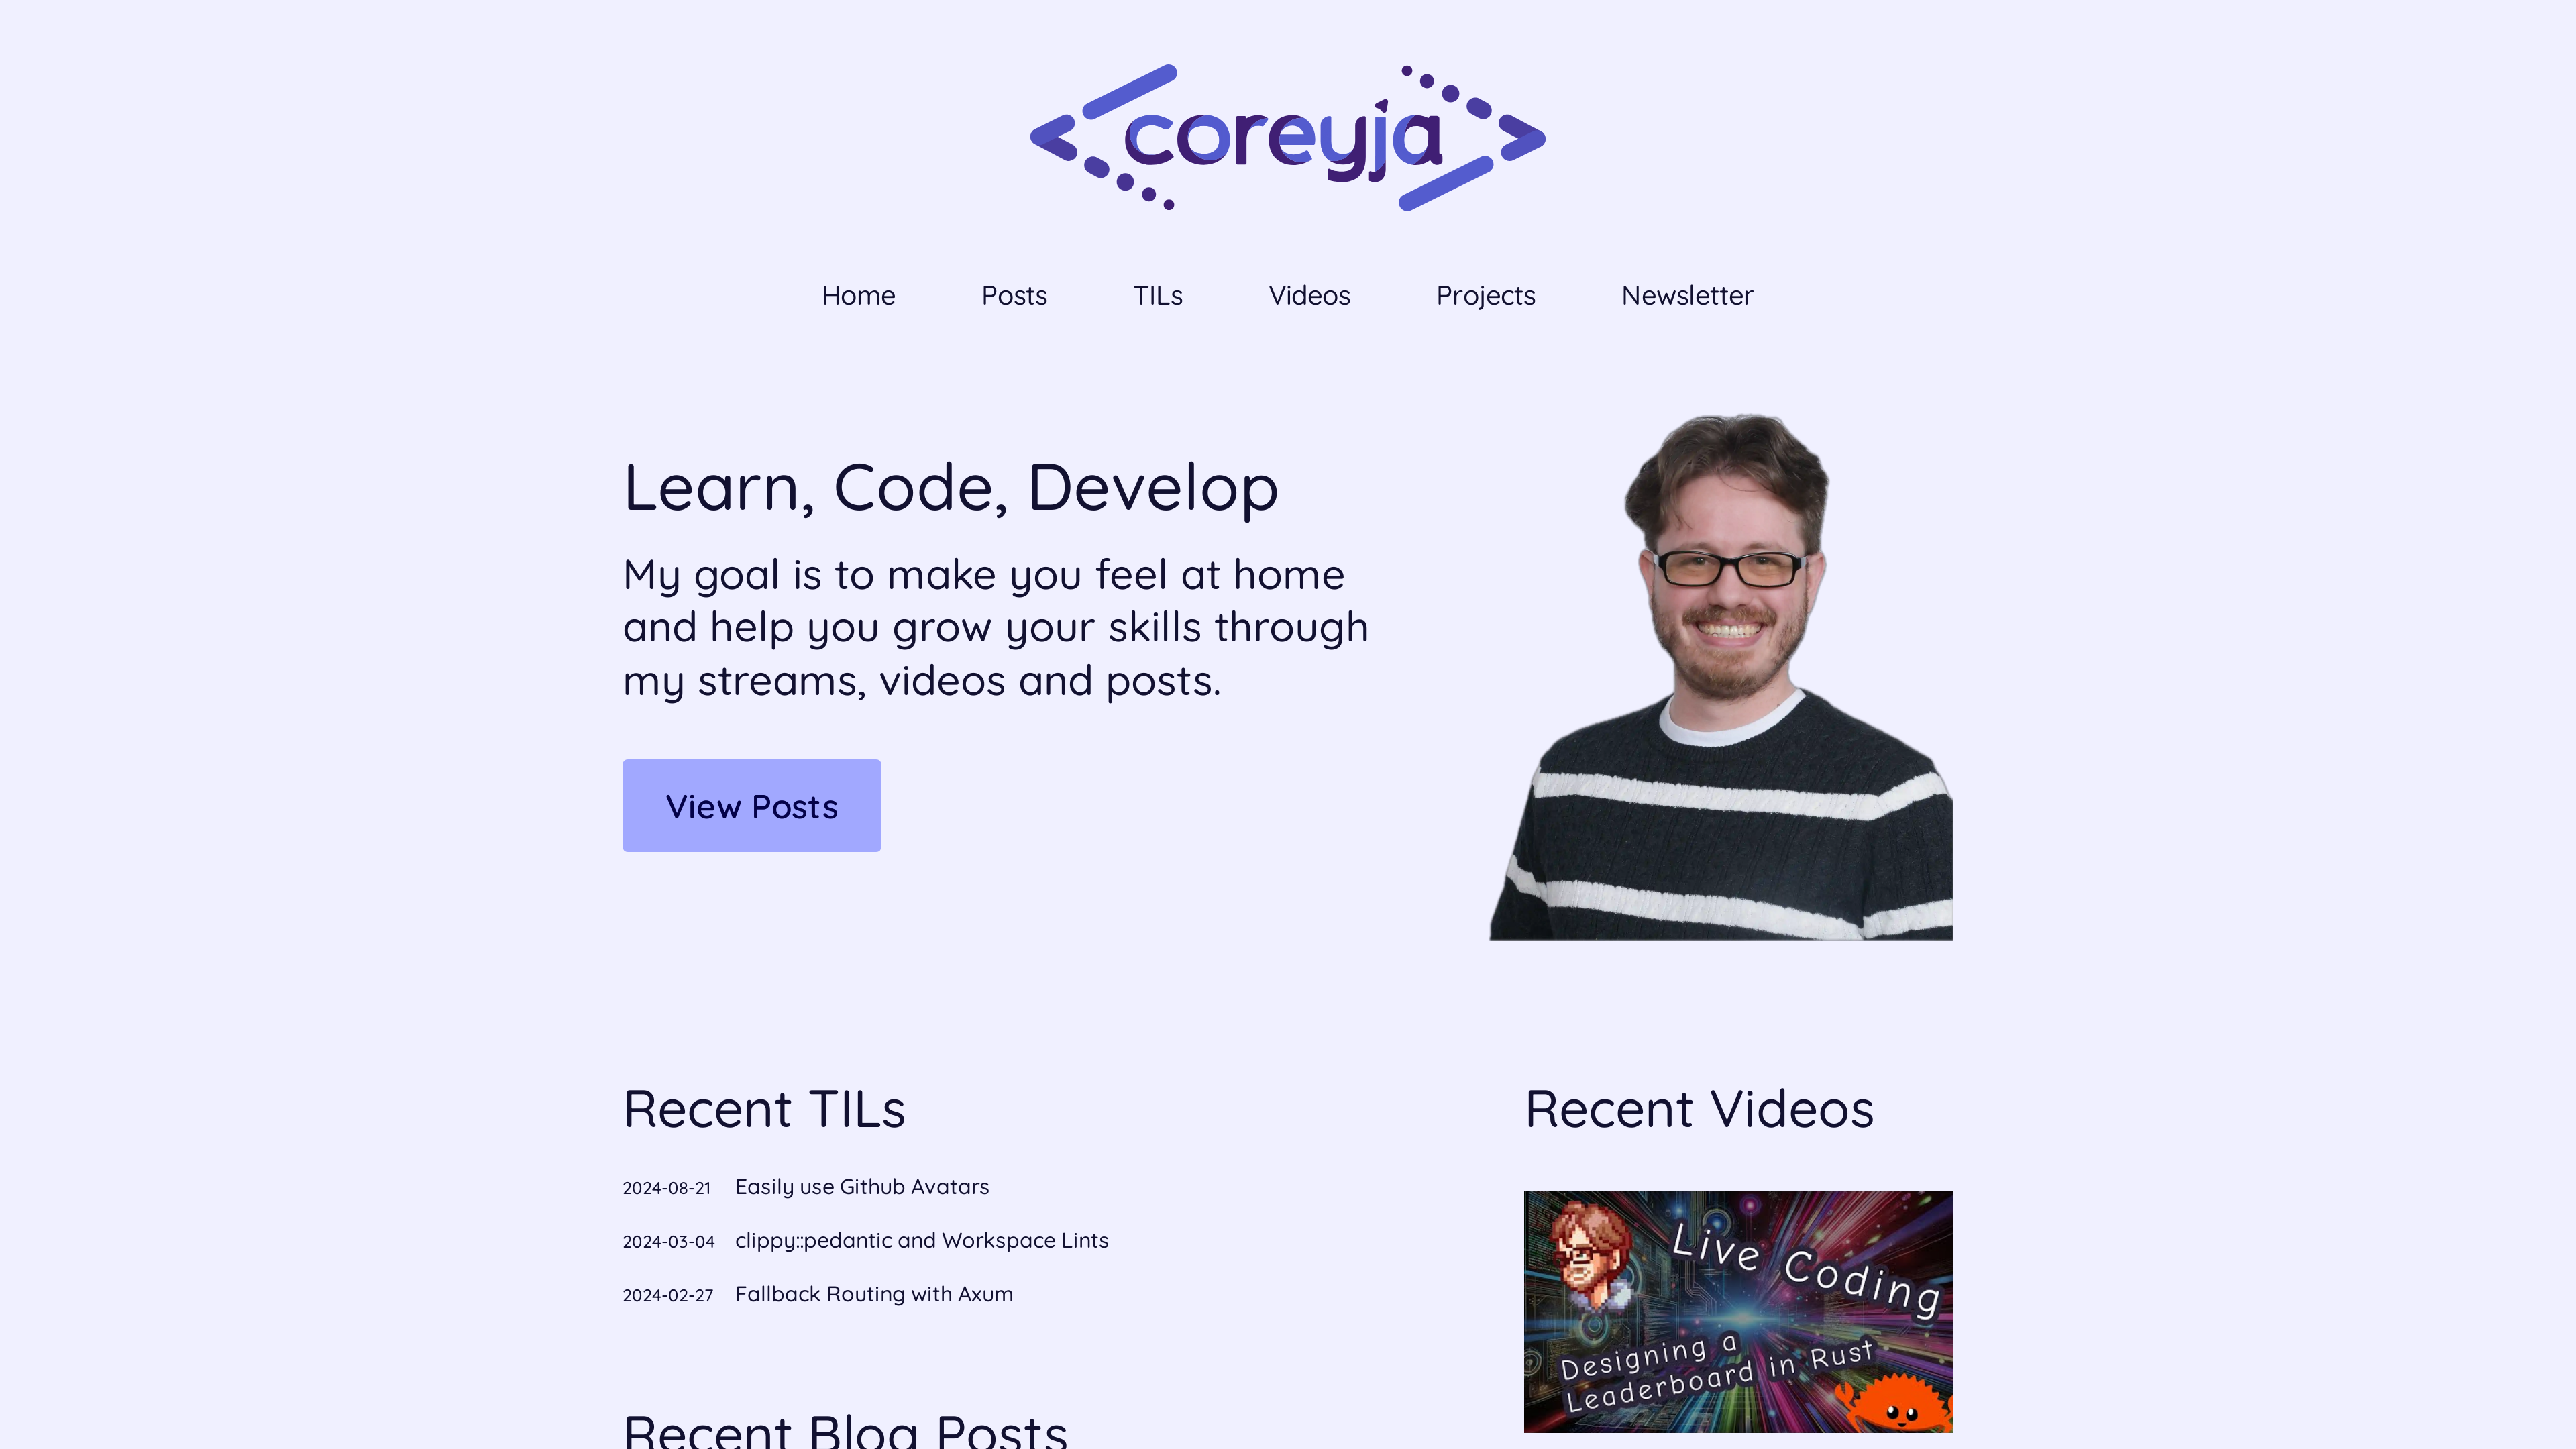 coreyja
Home Posts TILs Videos Projects Newsletter
Learn, Code, Develop
My goal is to make you feel at home
and help you grow your skills through
my streams, videos and posts.
View Posts
Recent TILs
2024-08-21 Easily use Github Avatars
2024-03-04 clippy::pedantic and Workspace Lints
2024-02-27 Fallback Routing with Axum
Recent Videos
Live Coding
Designing a
Leaderboard in Rust
Recent Blog Posts